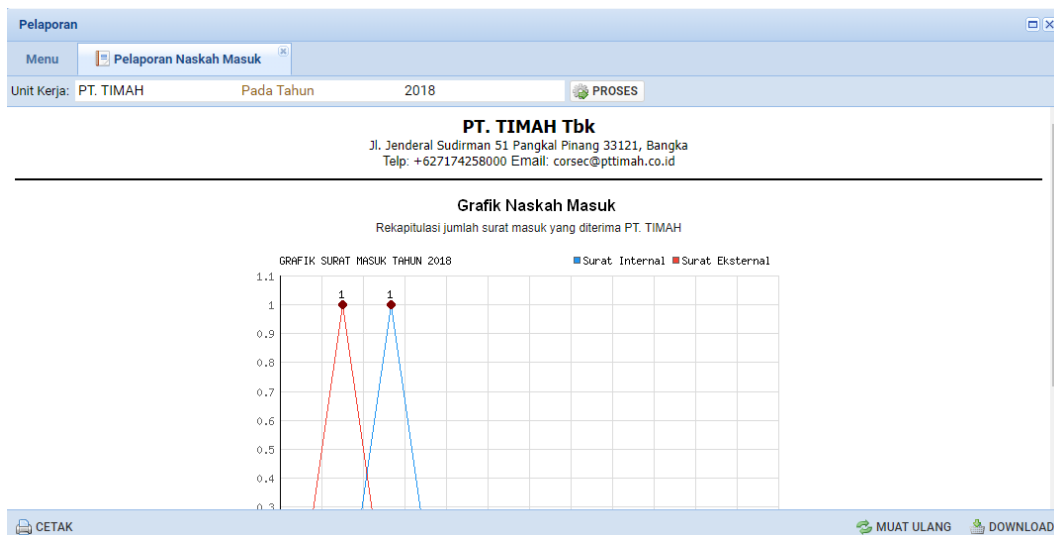 Pelaporan
Menu
Pelaporan Naskah Masuk
Unit Kerja: PT. TIMAH Pada Tahun 2018 PROSES
PT. TIMAH Tbk
Jl. Jenderal Sudirman 51 Pangkal Pinang 33121, Bangka
Telp: +627174258000 Email: corsec@pttimah.co.id
Grafik Naskah Masuk
Rekapitulasi jumlah surat masuk yang diterima PT. TIMAH
GRAFIK SURAT MASUK TAHUN 2018
Surat Internal Surat Eksternal
1.1
1 1
1
0.9
0.8
0.7
0.6
0.5
0.4
0.3
CETAK MUAT ULANG DOWNLOAD